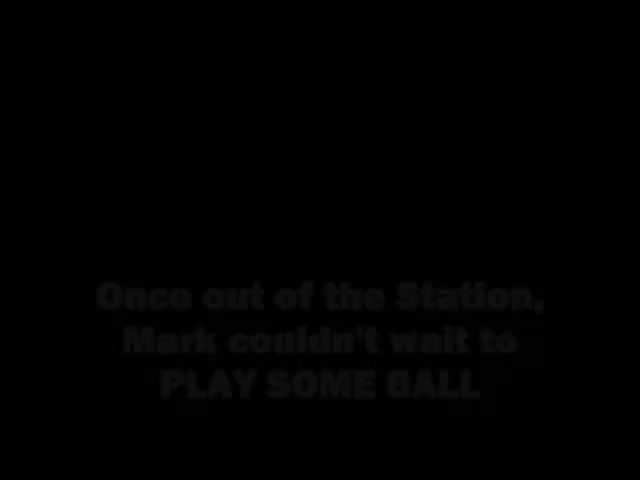 Once out of the Station,
Mark couldn't wait to
PLAY SOME BALL